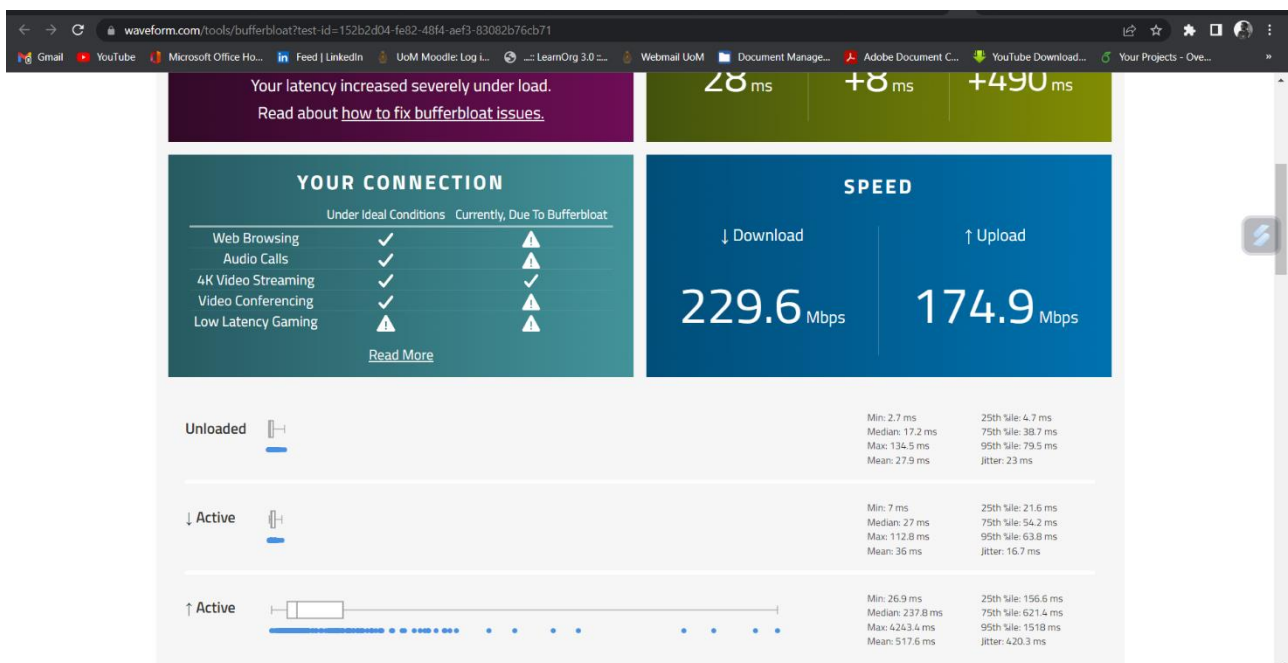 waveform.com/tools/bufferbloat?test-id=152b2d04-fe82-48f4-aef3-83082b76cb71
Gmail YouTube Microsoft Office Ho... Feed | LinkedIn UoM Moodle: Log i... ...:: LearnOrg 3.0 ::... Webmail UoM Document Manage... Adobe Document C... YouTube Download... Your Projects - Ove... »
Your latency increased severely under load.
Read about how to fix bufferbloat issues.
28 ms +8 ms +490 ms
YOUR CONNECTION
Under Ideal Conditions Currently, Due To Bufferbloat
Web Browsing
Audio Calls
4K Video Streaming
Video Conferencing
Low Latency Gaming
Read More
SPEED
↓ Download ↑ Upload
229.6 Mbps 174.9 Mbps
Unloaded
Min: 2.7 ms 25th %ile: 4.7 ms
Median: 17.2 ms 75th %ile: 38.7 ms
Max: 134.5 ms 95th %ile: 79.5 ms
Mean: 27.9 ms Jitter: 23 ms
↓ Active
Min: 7 ms 25th %ile: 21.6 ms
Median: 27 ms 75th %ile: 54.2 ms
Max: 112.8 ms 95th %ile: 63.8 ms
Mean: 36 ms Jitter: 16.7 ms
↑ Active
Min: 26.9 ms 25th %ile: 156.6 ms
Median: 237.8 ms 75th %ile: 621.4 ms
Max: 4243.4 ms 95th %ile: 1518 ms
Mean: 517.6 ms Jitter: 420.3 ms